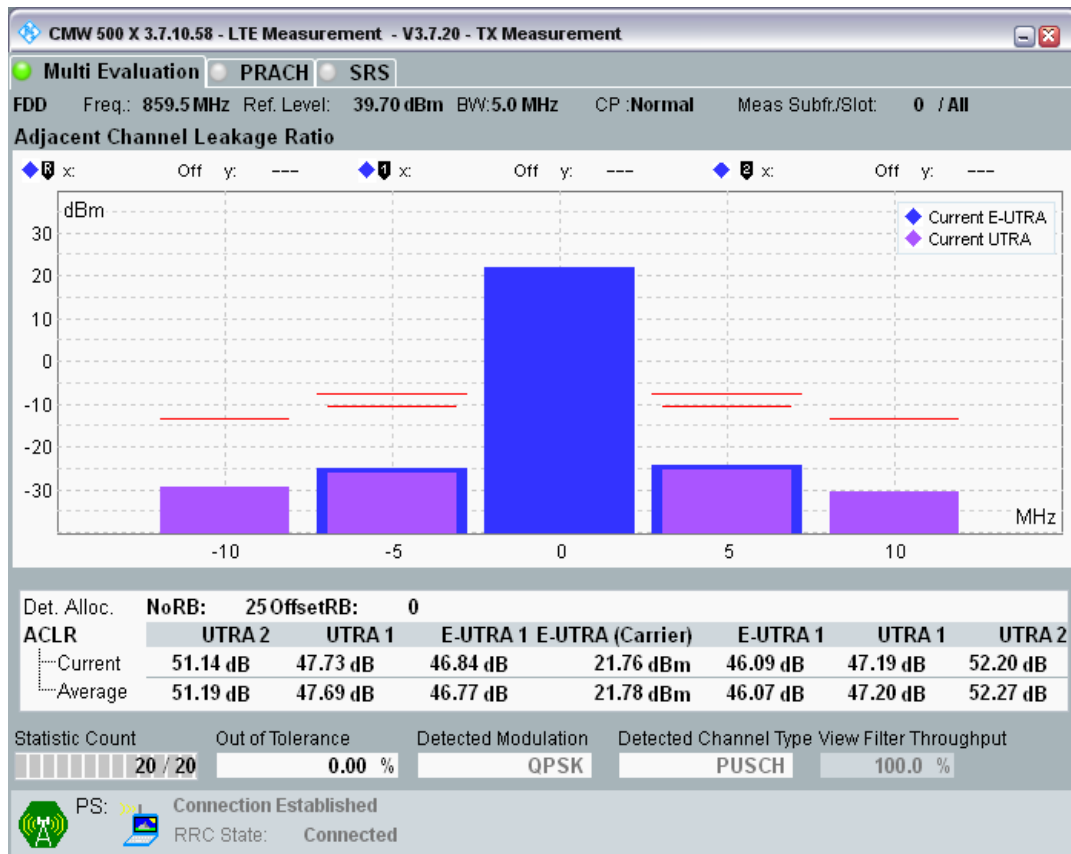 CMW 500 X 3.7.10.58 - LTE Measurement - V3.7.20 - TX Measurement
Multi Evaluation PRACH SRS
FDD Freq.: 859.5 MHz Ref. Level: 39.70 dBm BW:5.0 MHz CP :Normal Meas Subfr./Slot: 0 / All
Adjacent Channel Leakage Ratio
R x: Off y: --- 1 x: Off y: --- 2 x: Off y: ---
dBm
Current E-UTRA
Current UTRA
30
20
10
0
-10
-20
-30
MHz
-10 -5 0 5 10
Det. Alloc. NoRB: 25 OffsetRB: 0
ACLR UTRA 2 UTRA 1 E-UTRA 1 E-UTRA (Carrier) E-UTRA 1 UTRA 1 UTRA 2
Current 51.14 dB 47.73 dB 46.84 dB 21.76 dBm 46.09 dB 47.19 dB 52.20 dB
Average 51.19 dB 47.69 dB 46.77 dB 21.78 dBm 46.07 dB 47.20 dB 52.27 dB
Statistic Count Out of Tolerance Detected Modulation Detected Channel Type View Filter Throughput
20 / 20 0.00 % QPSK PUSCH 100.0 %
PS: Connection Established
RRC State: Connected